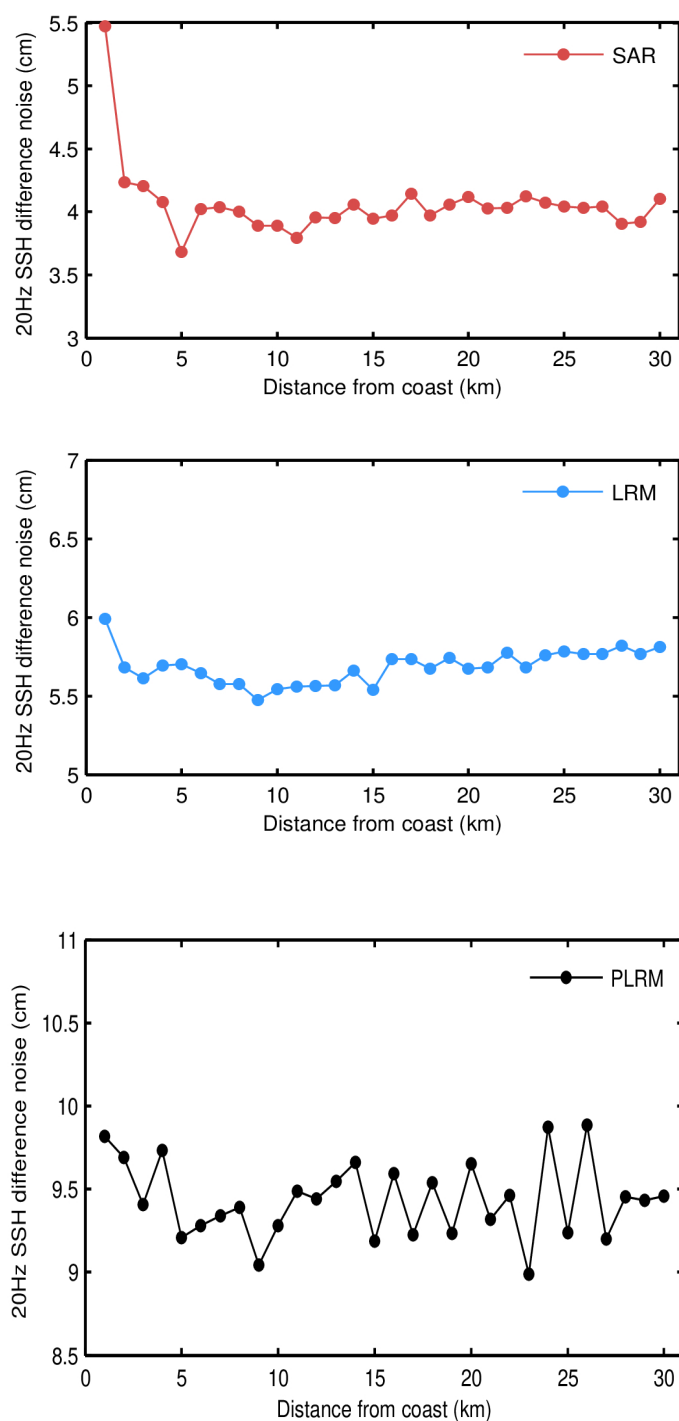 5.5
SAR
5
4.5
4
3.5
3
0 5 10 15 20 25 30
20Hz SSH difference noise (cm)
Distance from coast (km)
7
LRM
6.5
6
5.5
5
0 5 10 15 20 25 30
20Hz SSH difference noise (cm)
Distance from coast (km)
11
PLRM
10.5
10
9.5
9
8.5
0 5 10 15 20 25 30
20Hz SSH difference noise (cm)
Distance from coast (km)